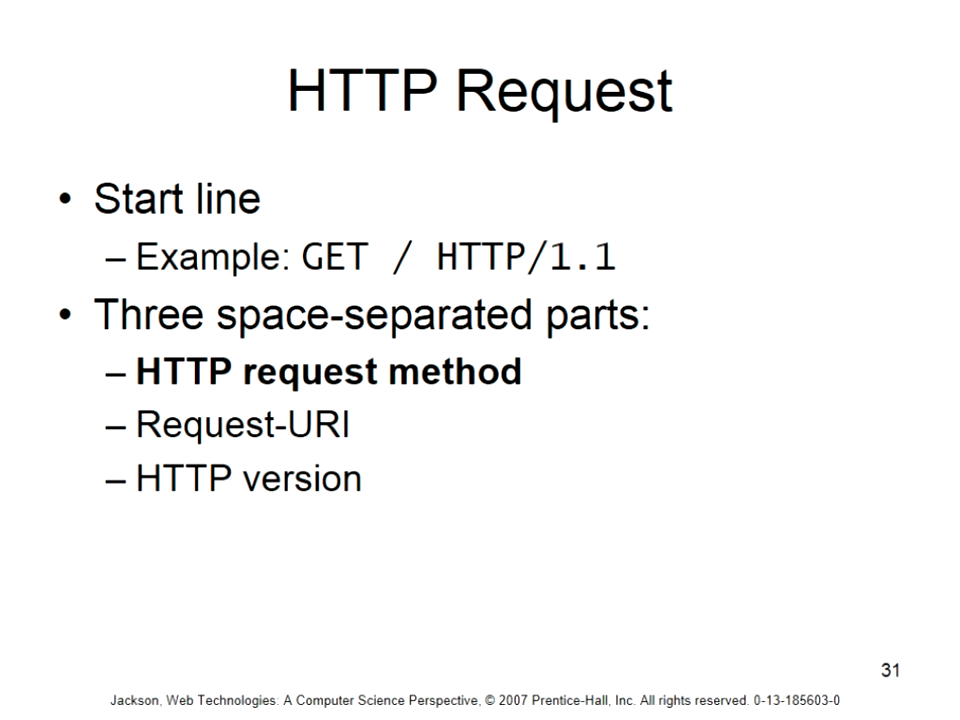 HTTP Request
• Start line
– Example: GET / HTTP/1.1
• Three space-separated parts:
– HTTP request method
– Request-URI
– HTTP version
31
Jackson, Web Technologies: A Computer Science Perspective, © 2007 Prentice-Hall, Inc. All rights reserved. 0-13-185603-0